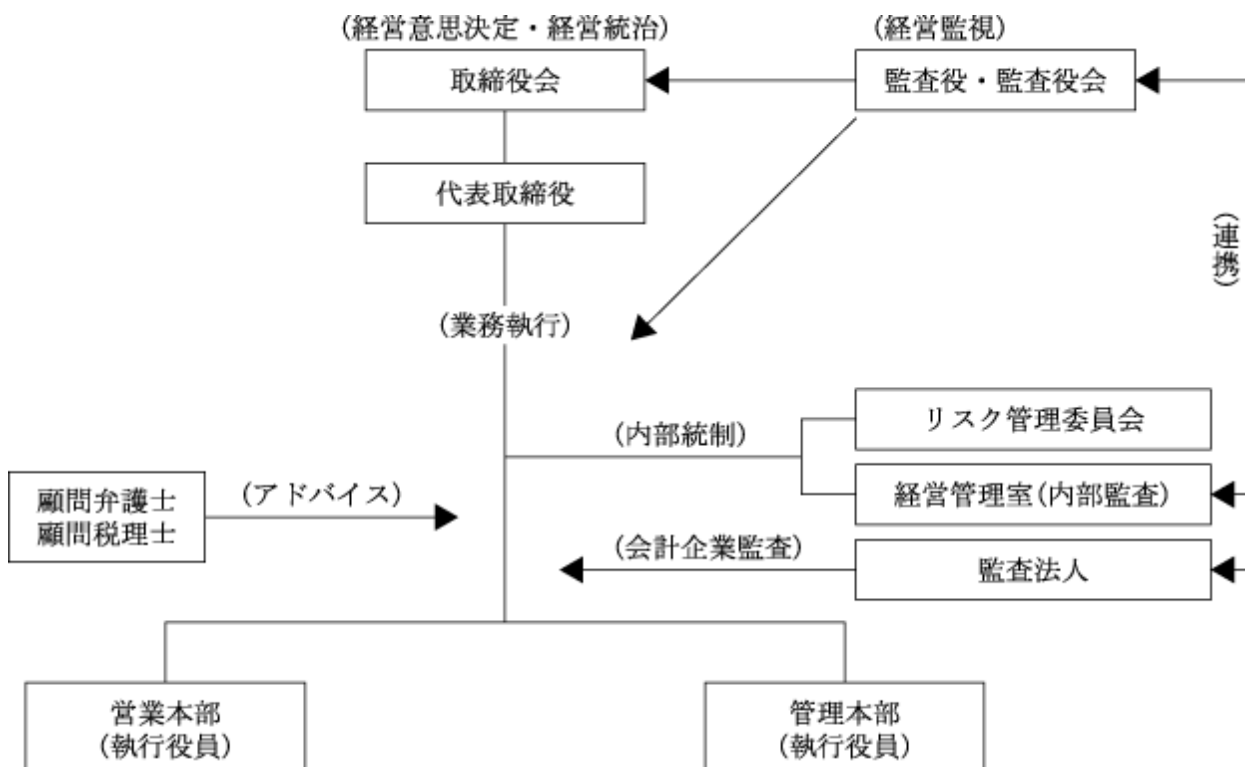 (経営意思決定・経営統治)
(経営監視)
取締役会
監査役・監査役会
代表取締役
(連携)
(業務執行)
リスク管理委員会
(内部統制)
経営管理室(内部監査)
顧問弁護士
顧問税理士
(アドバイス)
(会計企業監査)
監査法人
営業本部
(執行役員)
管理本部
(執行役員)